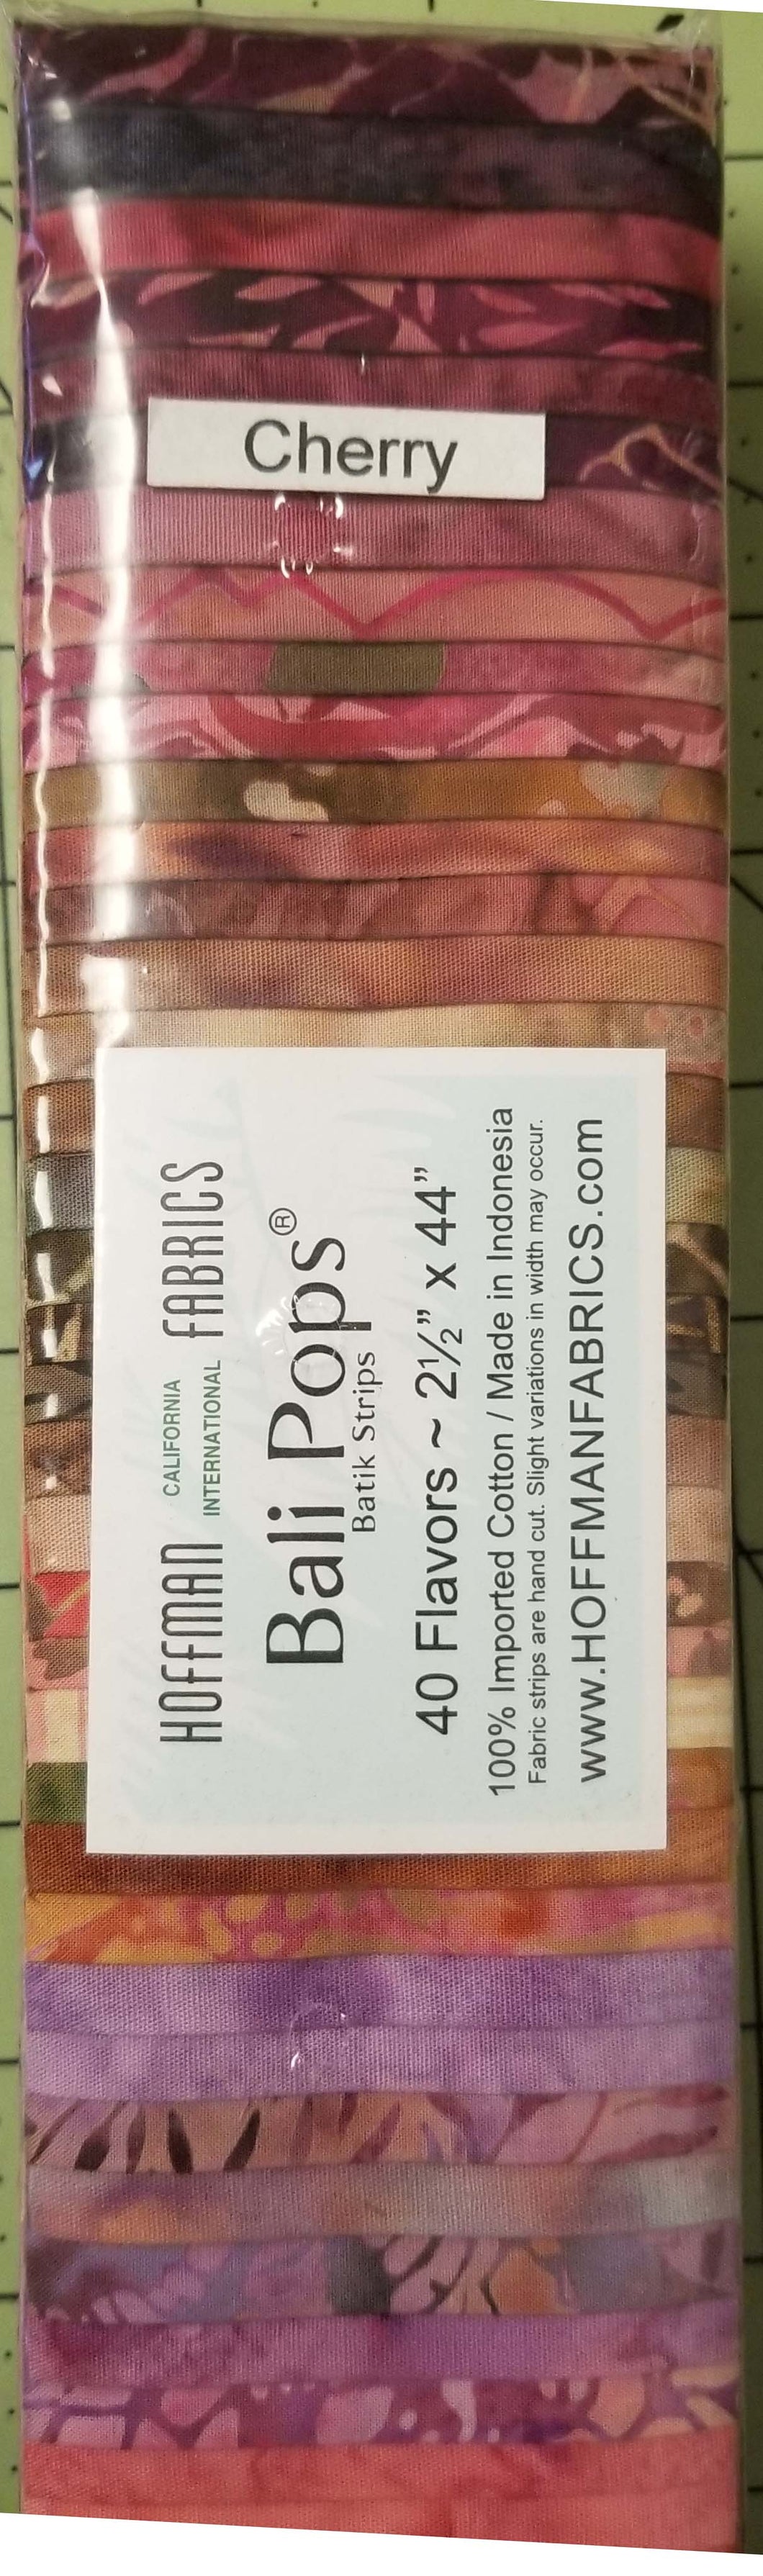 Cherry
HOFFMAN CALIFORNIA INTERNATIONAL FABRICS
Bali Pops®
Batik Strips
40 Flavors ~ 2½” x 44”
100% Imported Cotton / Made in Indonesia
Fabric strips are hand cut. Slight variations in width may occur.
www.HOFFMANFABRICS.com